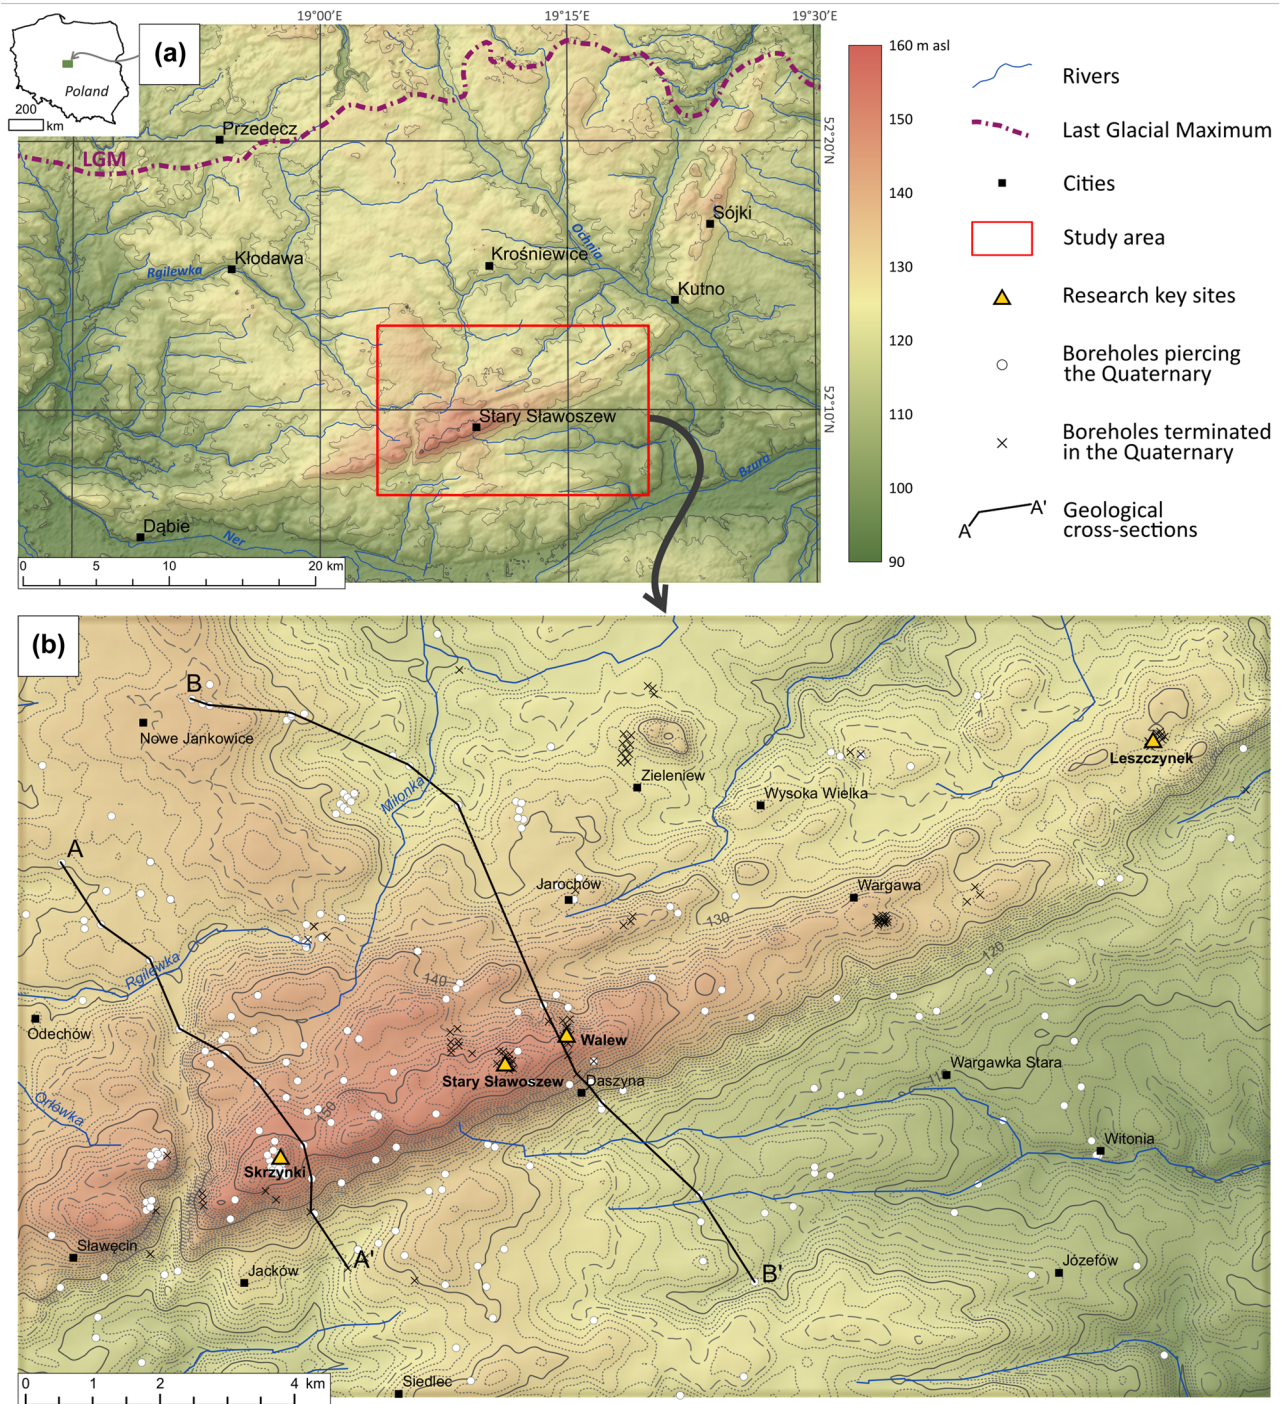 19°00'E
19°15'E
19°30'E
(a)
Poland
200
km
Przedecz
LGM
52°20'N
Sójki
Ochnia
Krośniewice
Kłodawa
Rgilewka
Kutno
52°10'N
Stary Sławoszew
Bzura
Dąbie
Ner
0 5 10 20 km
160 m asl
150
140
130
120
110
100
90
Rivers
Last Glacial Maximum
Cities
Study area
Research key sites
Boreholes piercing
the Quaternary
Boreholes terminated
in the Quaternary
A A'
Geological
cross-sections
(b)
B
Nowe Jankowice
Leszczynek
Zieleniew
Miłonka
Wysoka Wielka
A
Jarochów
Wargawa
130
120
Rgilewka
140
Odechów
Walew
Wargawka Stara
Stary Sławoszew
Daszyna
110
Orłówka
150
Witonia
Skrzynki
Sławęcin
A'
Jacków
B'
Józefów
Siedlec
0 1 2 4 km